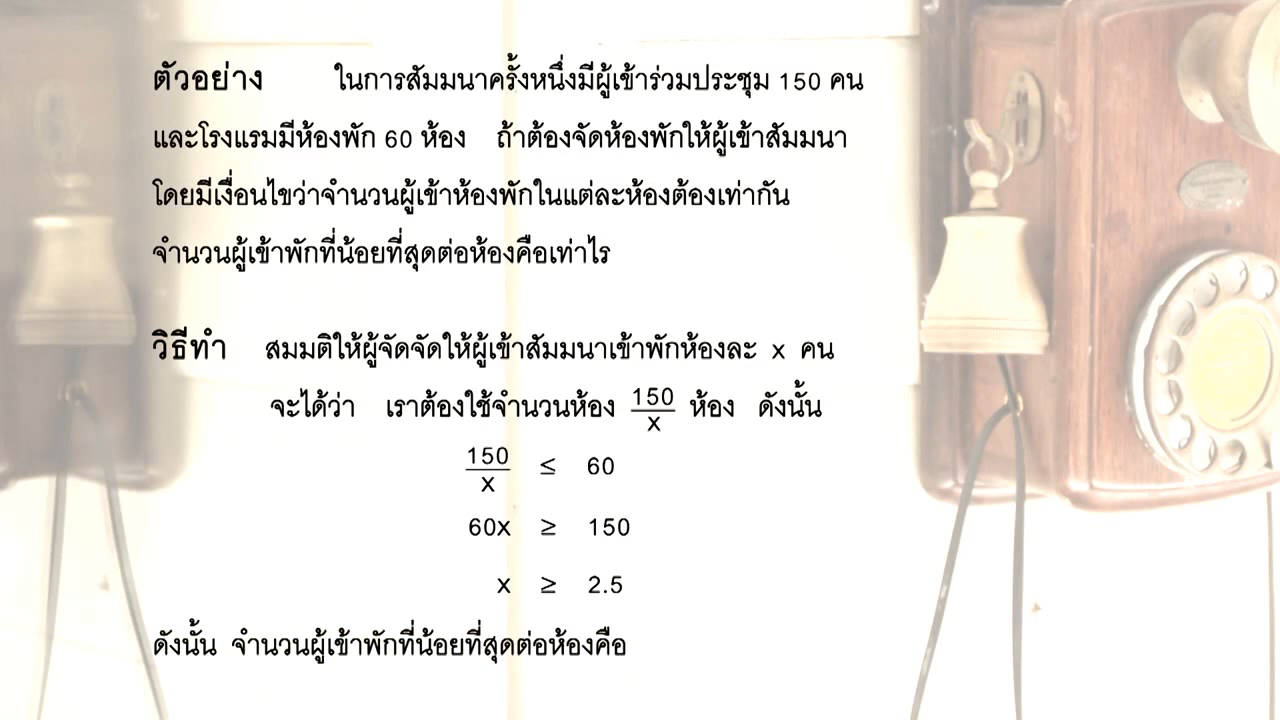 ตัวอย่าง ในการสัมมนาครั้งหนึ่งมีผู้เข้าร่วมประชุม 150 คน
และโรงแรมมีห้องพัก 60 ห้อง ถ้าต้องจัดห้องพักให้ผู้เข้าสัมมนา
โดยมีเงื่อนไขว่าจำนวนผู้เข้าห้องพักในแต่ละห้องต้องเท่ากัน
จำนวนผู้เข้าพักที่น้อยที่สุดต่อห้องคือเท่าไร
วิธีทำ สมมติให้ผู้จัดจัดให้ผู้เข้าสัมมนาเข้าพักห้องละ x คน
จะได้ว่า เราต้องใช้จำนวนห้อง 150/x ห้อง ดังนั้น
150/x ≤ 60
60x ≥ 150
x ≥ 2.5
ดังนั้น จำนวนผู้เข้าพักที่น้อยที่สุดต่อห้องคือ